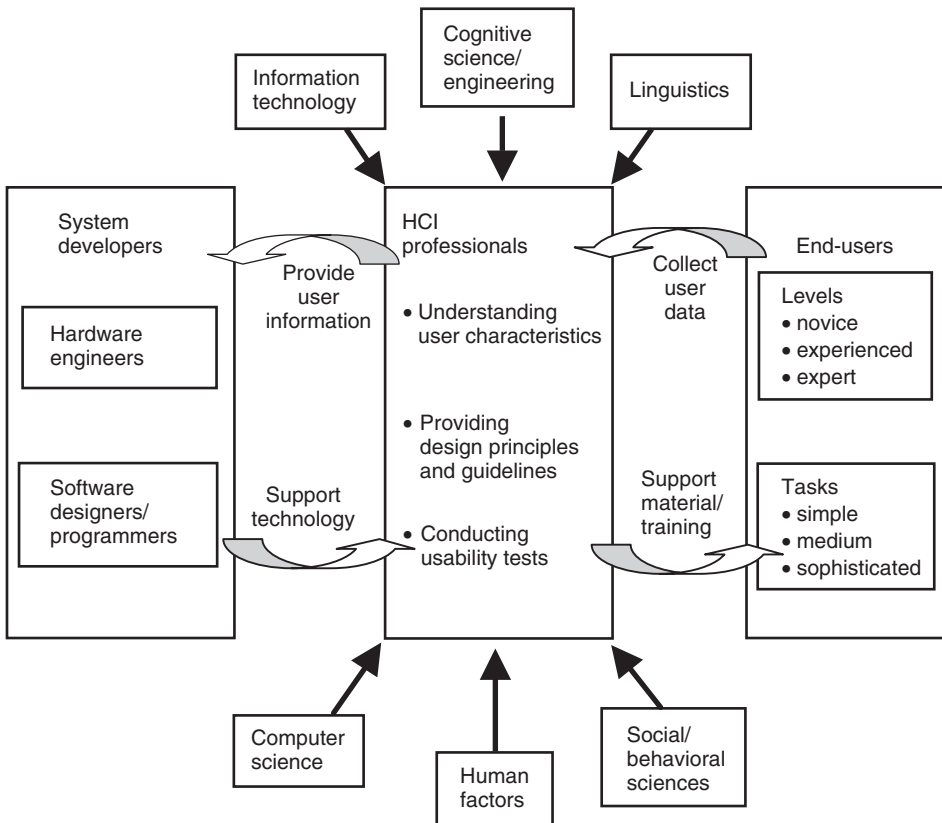 Cognitive
science/
engineering
Information
technology
Linguistics
System
developers
HCI
professionals
End-users
Provide
user
information
Collect
user
data
Hardware
engineers
• Understanding
user characteristics
Levels
• novice
• experienced
• expert
• Providing
design principles
and guidelines
Software
designers/
programmers
Support
technology
• Conducting
usability tests
Support
material/
training
Tasks
• simple
• medium
• sophisticated
Computer
science
Human
factors
Social/
behavioral
sciences